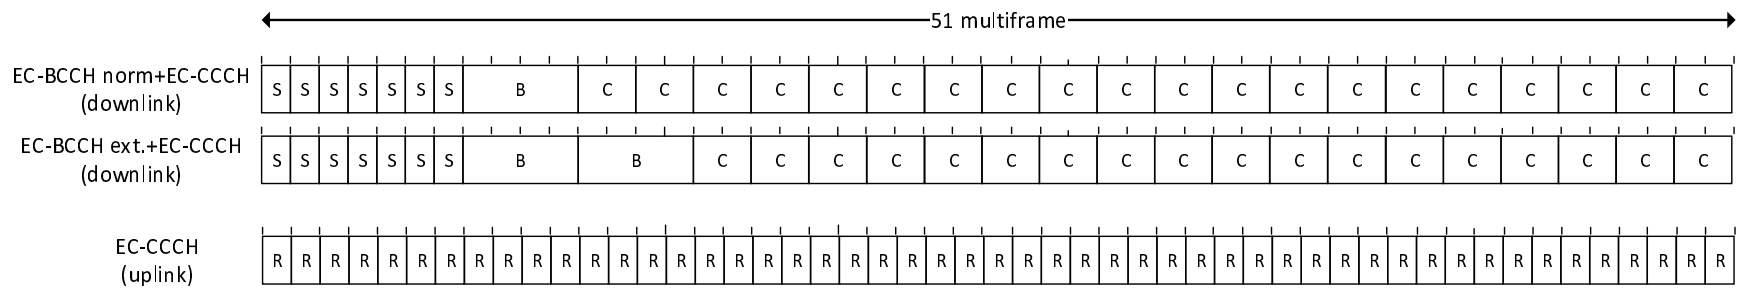 51 multiframe
EC-BCCH norm+EC-CCCH
(downlink)
S S S S S S S B C C C C C C C C C C C C C C C C C C C C
EC-BCCH ext.+EC-CCCH
(downlink)
S S S S S S S B B C C C C C C C C C C C C C C C C C C
EC-CCCH
(uplink)
R R R R R R R R R R R R R R R R R R R R R R R R R R R R R R R R R R R R R R R R R R R R R R R R R R R